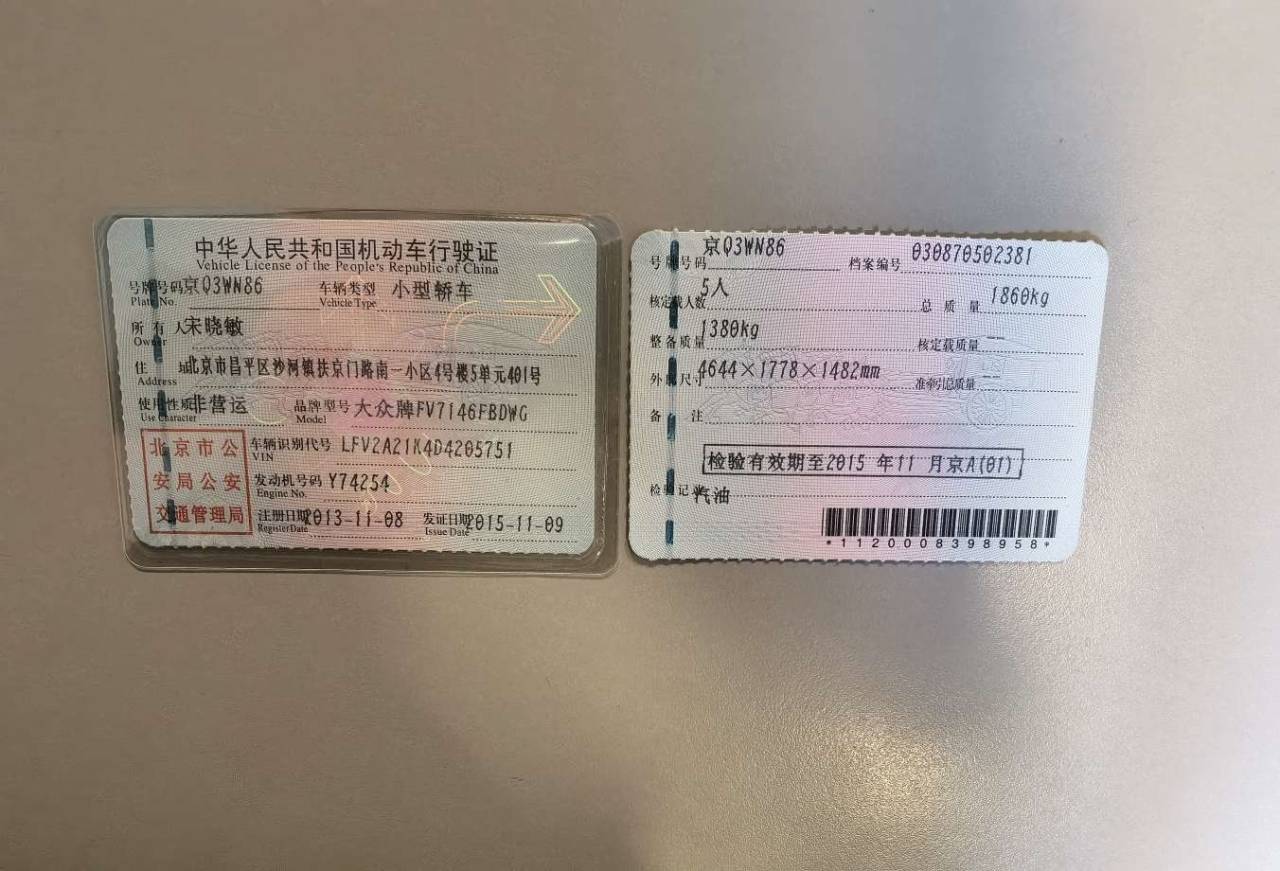 中华人民共和国机动车行驶证
Vehicle License of the People's Republic of China
号牌号码 京Q3WN86 车辆类型 小型轿车
Plate No. Vehicle Type
所有人 宋晓敏
Owner
住址 北京市昌平区沙河镇扶京门路南一小区4号楼5单元401号
Address
使用性质 非营运 品牌型号 大众牌FV7146FBDWG
Use Character Model
北京市公
安局公安
交通管理局
车辆识别代号 LFV2A21K4D4205751
VIN
发动机号码 Y74254
Engine No.
注册日期 2013-11-08 发证日期 2015-11-09
Register Date Issue Date
号牌号码 京Q3WN86 档案编号 030870502381
核定载人数 5人 总质量 1860kg
整备质量 1380kg 核定载质量 --
外廓尺寸 4644×1778×1482mm 准牵引总质量 --
备注
检验有效期至2015 年11 月京A(01)
检验记录 汽油
*1120008398958*